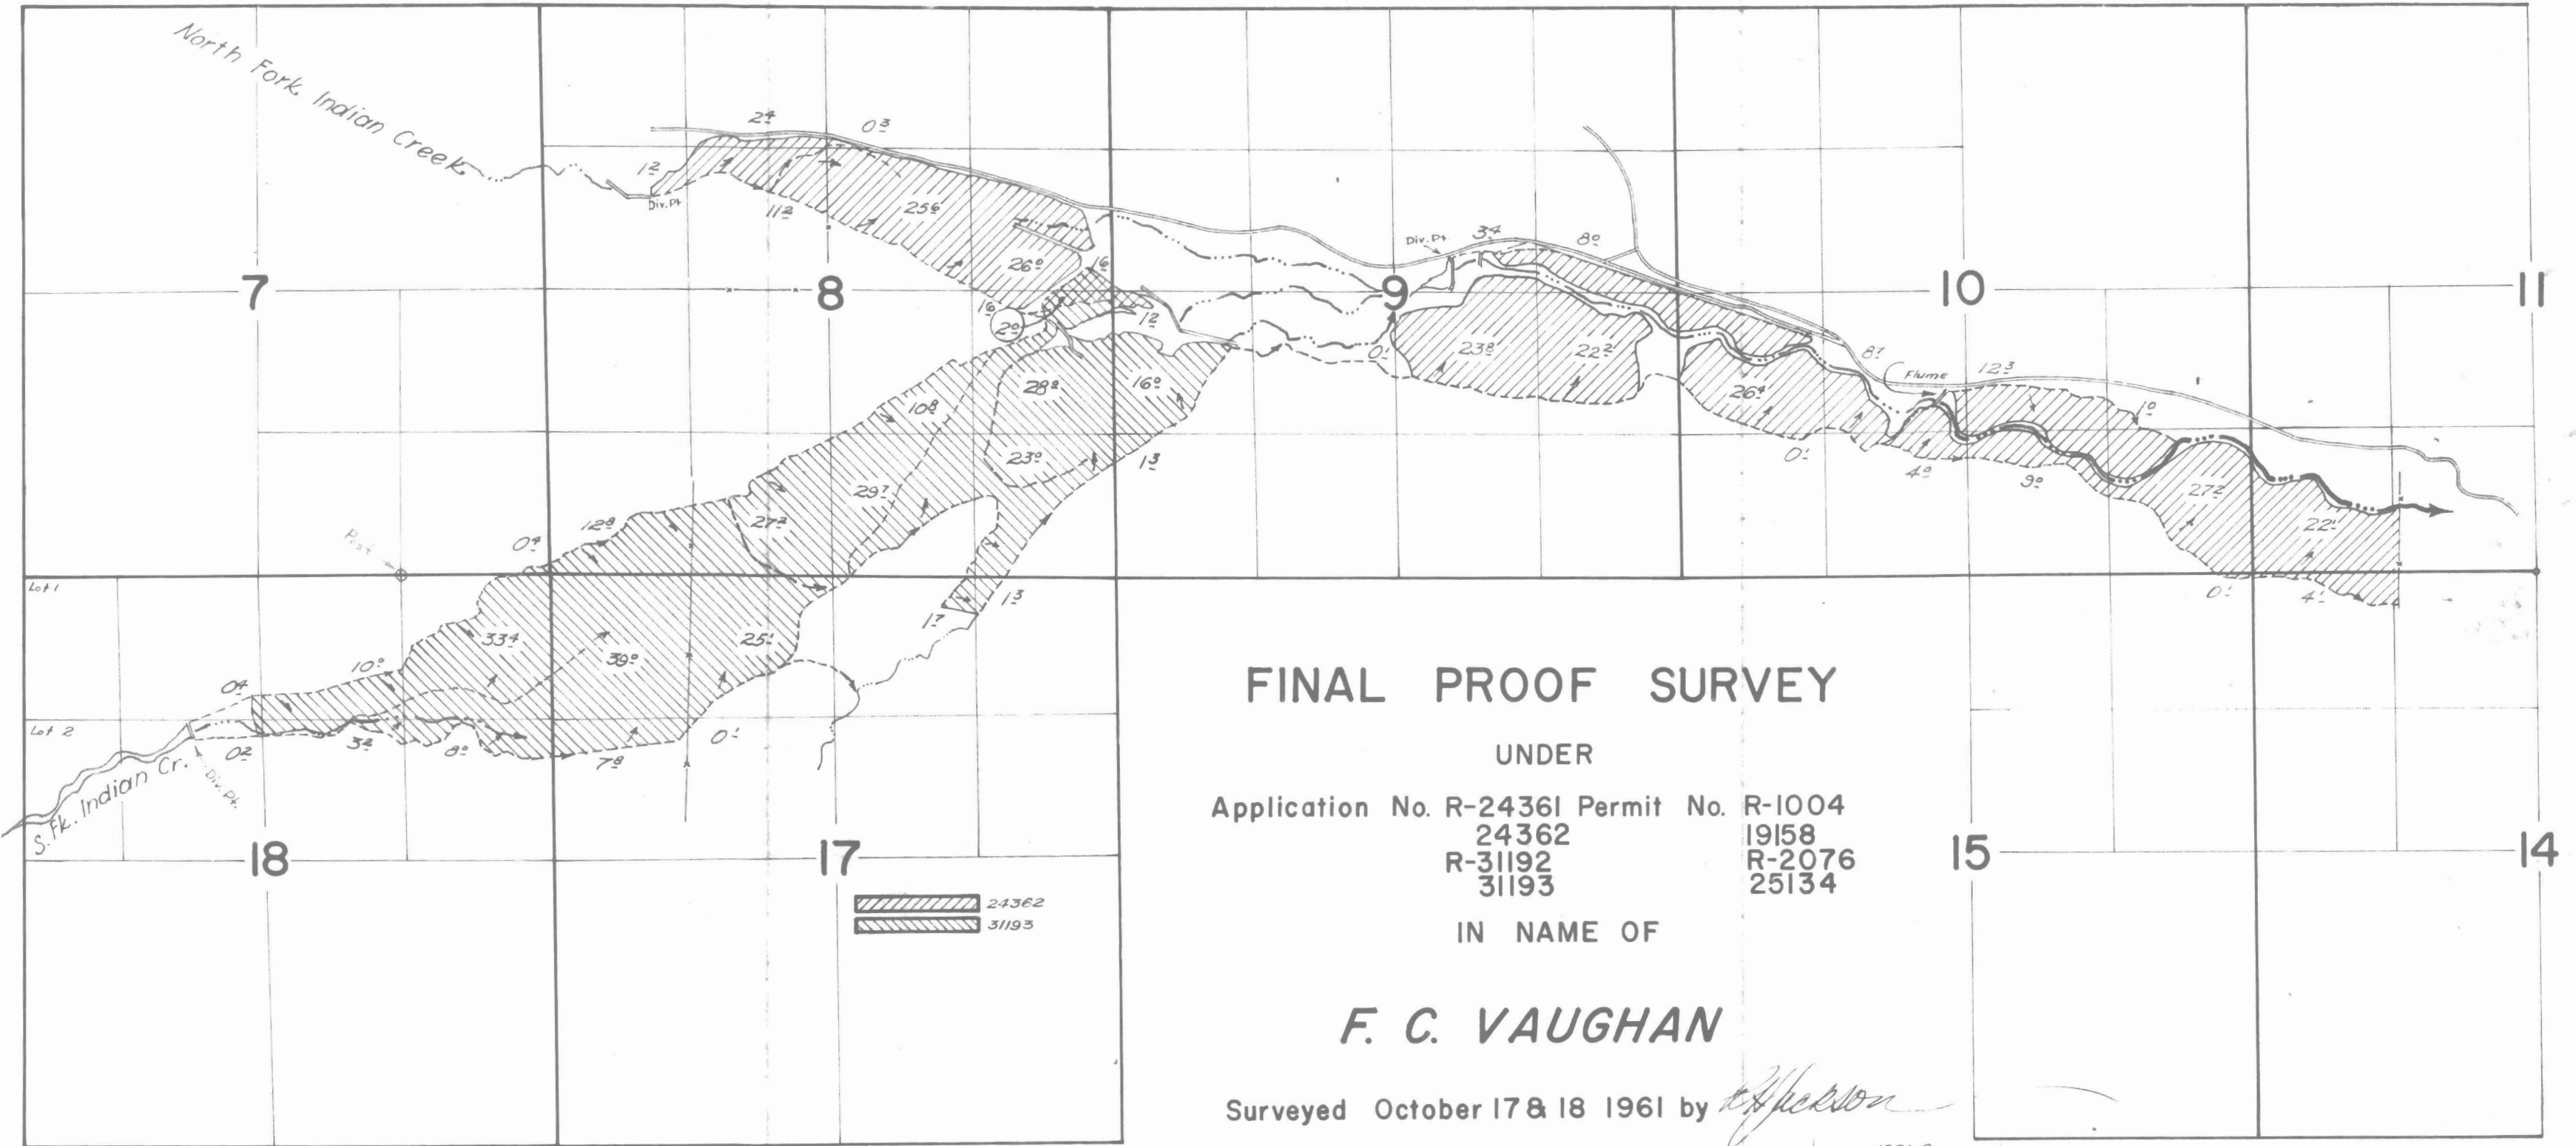 North Fork Indian Creek
2⁴ 0³
1²
Div. Pt
11² 25⁶
26⁰ 1⁶
1⁶ 2⁰ 1²
Div. Pt 3⁴ 8⁰
7 8 9 10 11
0¹ 23⁸ 22² 8⁷
Flume 12³
28² 16⁰ 26⁴ 1⁰
10⁸
23⁰ 1³ 0¹ 4⁰ 9⁰
29⁷ 27² 27² 22¹
12⁸
0⁴
Post
Lot 1
0¹ 4¹
1⁷ 1³
33⁴ 39⁰ 25¹
10⁰
0⁴
Lot 2
0² 3² 8⁰ 7⁸ 0¹
S. Fk. Indian Cr.
Div. Pt.
18 17 15 14
24362
31193
FINAL PROOF SURVEY
UNDER
Application No. R-24361 Permit No. R-1004
24362 19158
R-31192 R-2076
31193 25134
IN NAME OF
F. C. VAUGHAN
Surveyed October 17 & 18 1961 by R H Jackson